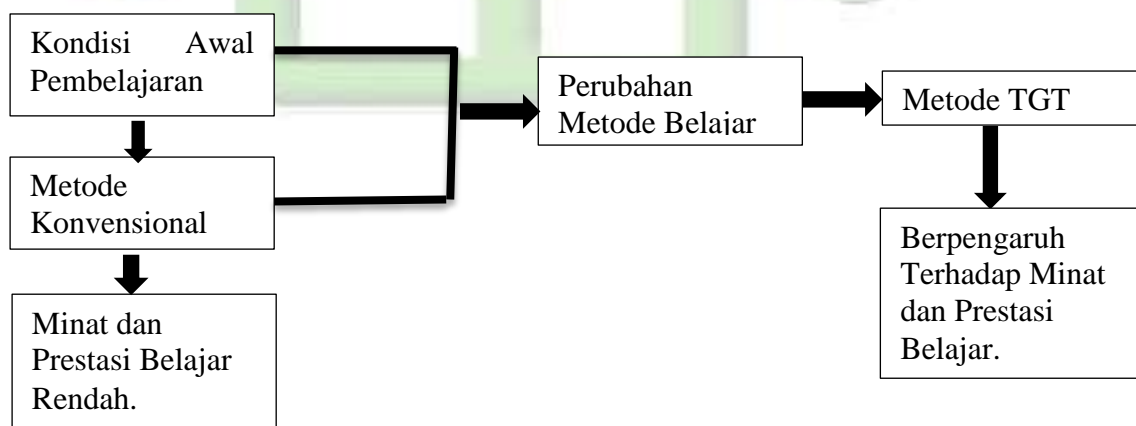 Kondisi Awal
Pembelajaran
Metode
Konvensional
Minat dan
Prestasi Belajar
Rendah.
Perubahan
Metode Belajar
Metode TGT
Berpengaruh
Terhadap Minat
dan Prestasi
Belajar.